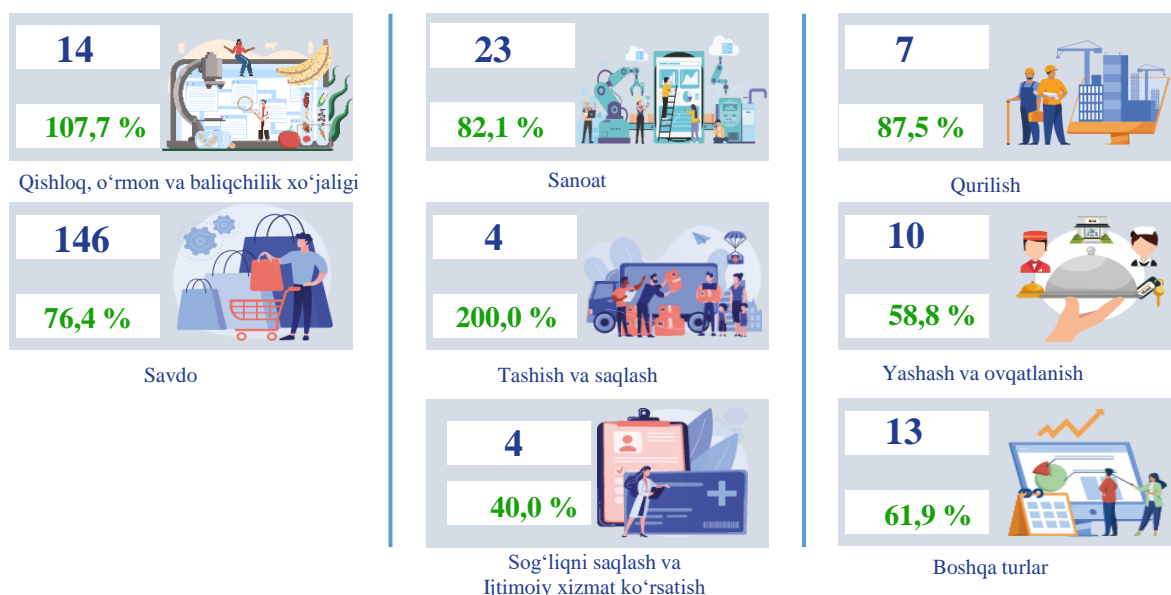 14
107,7 %
Qishloq, o‘rmon va baliqchilik xo‘jaligi
23
82,1 %
Sanoat
7
87,5 %
Qurilish
146
76,4 %
Savdo
4
200,0 %
Tashish va saqlash
10
58,8 %
Yashash va ovqatlanish
4
40,0 %
Sog‘liqni saqlash va
Ijtimoiy xizmat ko‘rsatish
13
61,9 %
Boshqa turlar